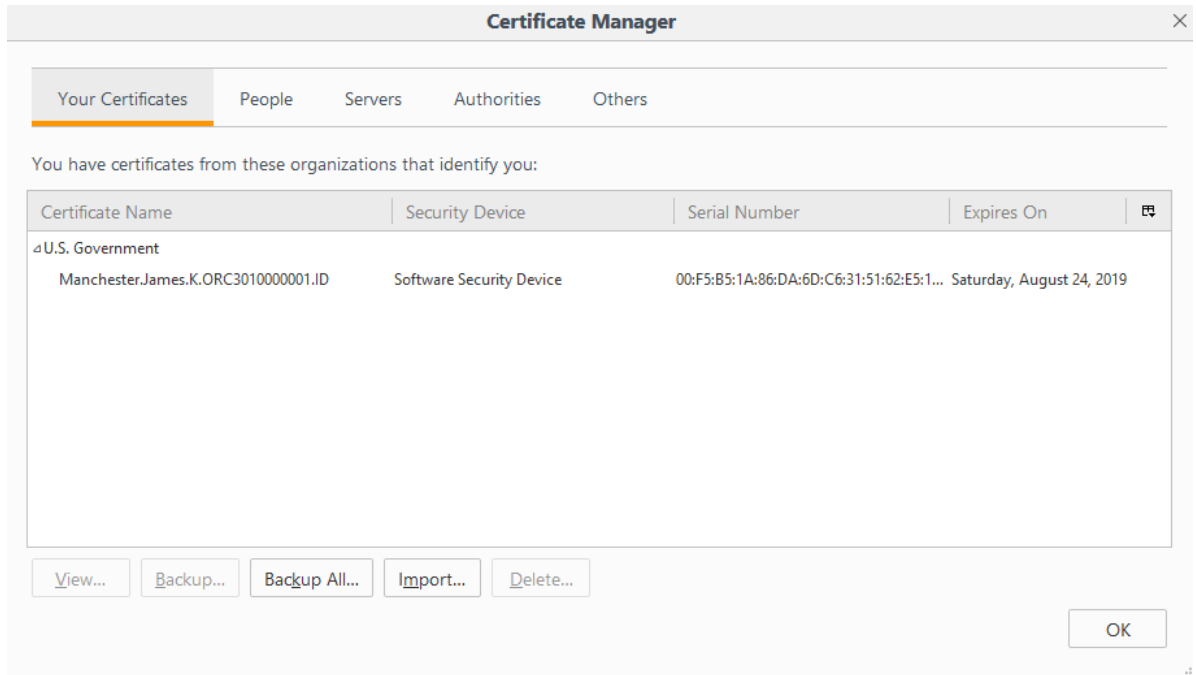 Certificate Manager
Your Certificates People Servers Authorities Others
You have certificates from these organizations that identify you:
Certificate Name Security Device Serial Number Expires On
U.S. Government
Manchester.James.K.ORC3010000001.ID Software Security Device 00:F5:B5:1A:86:DA:6D:C6:31:51:62:E5:1... Saturday, August 24, 2019
View... Backup... Backup All... Import... Delete...
OK